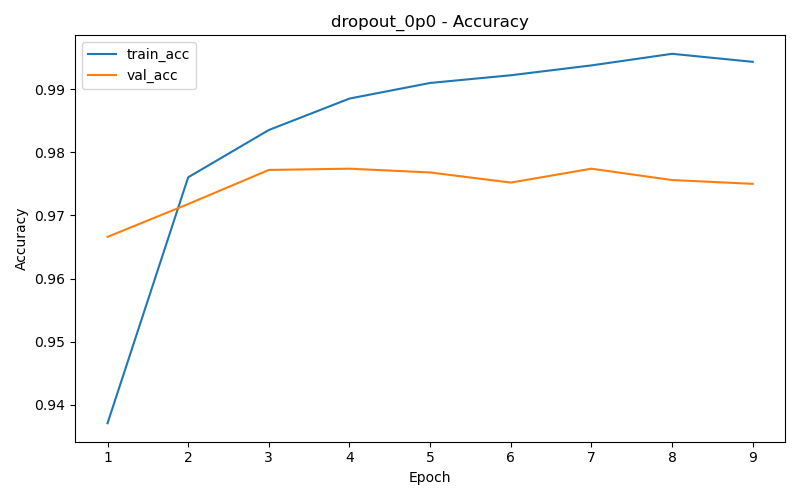 dropout_0p0 - Accuracy
train_acc
val_acc
0.99
0.98
0.97
0.96
0.95
0.94
Accuracy
1 2 3 4 5 6 7 8 9
Epoch